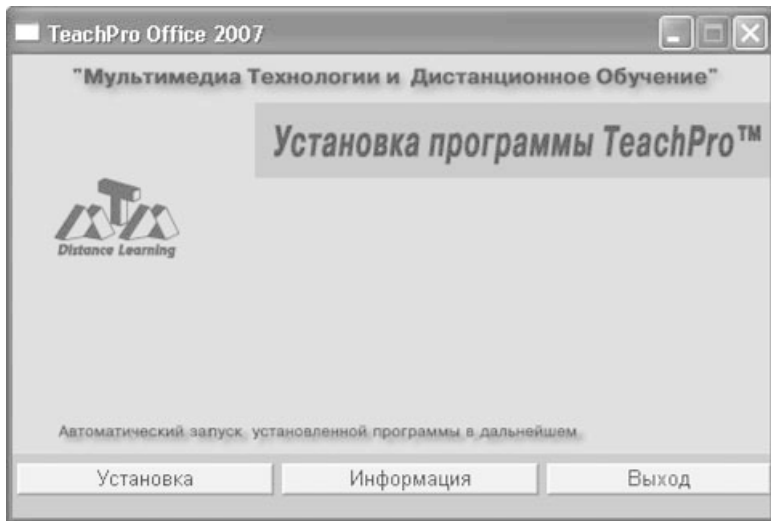 TeachPro Office 2007
"Мультимедиа Технологии и Дистанционное Обучение"
Установка программы TeachPro™
Distance Learning
Автоматический запуск установленной программы в дальнейшем
Установка
Информация
Выход